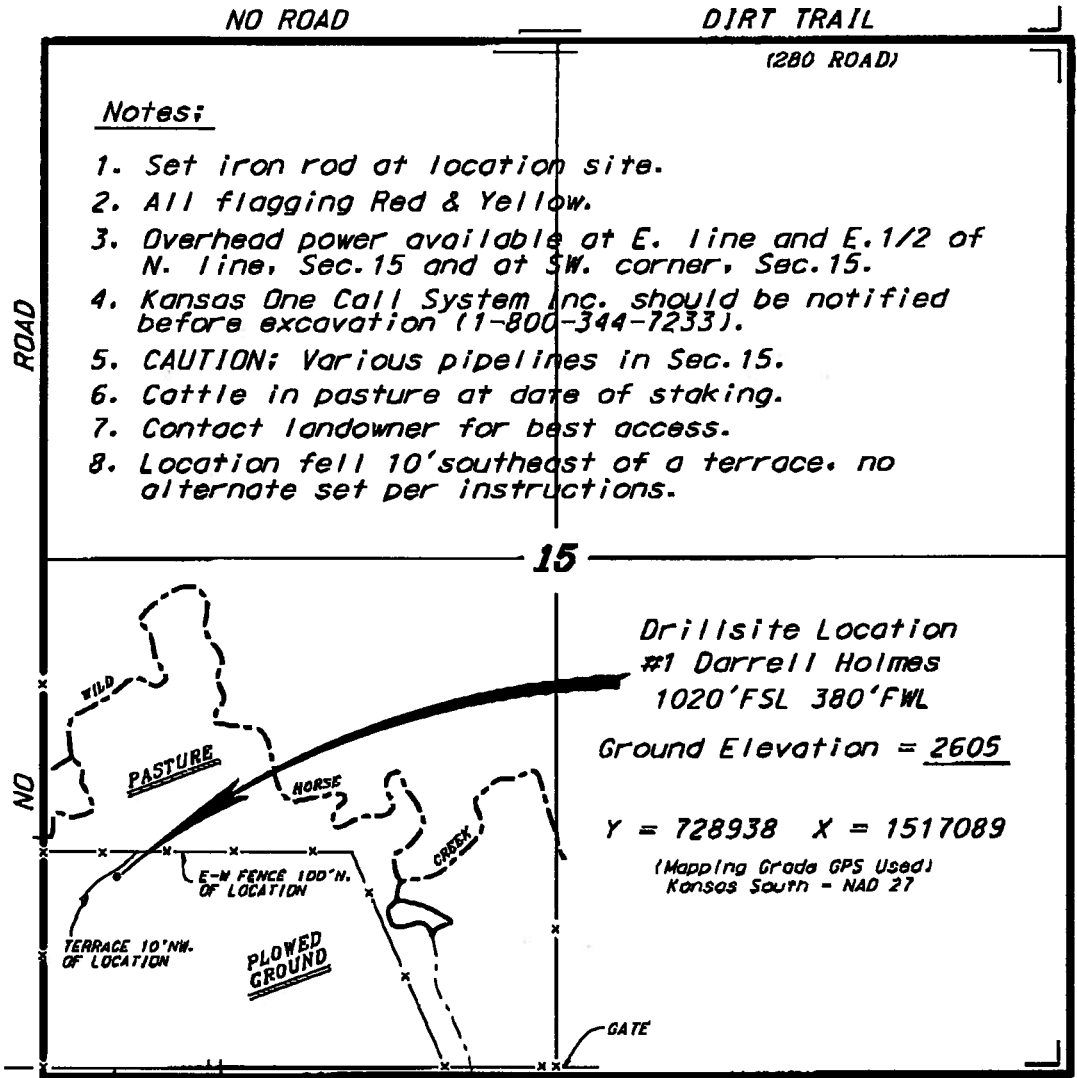 NO ROAD
DIRT TRAIL
(280 ROAD)
Notes:
1. Set iron rod at location site.
2. All flagging Red & Yellow.
3. Overhead power available at E. line and E.1/2 of
N. line, Sec.15 and at SW. corner, Sec.15.
4. Kansas One Call System Inc. should be notified
before excavation (1-800-344-7233).
5. CAUTION: Various pipelines in Sec.15.
6. Cattle in pasture at date of staking.
7. Contact landowner for best access.
8. Location fell 10'southeast of a terrace, no
alternate set per instructions.
NO ROAD
15
Drillsite Location
#1 Darrell Holmes
1020'FSL 380'FWL
Ground Elevation = 2605
Y = 728938 X = 1517089
(Mapping Grade GPS Used)
Kansas South - NAD 27
WILD
HORSE
CREEK
PASTURE
E-W FENCE 100'N.
OF LOCATION
TERRACE 10'NW.
OF LOCATION
PLOWED
GROUND
GATE